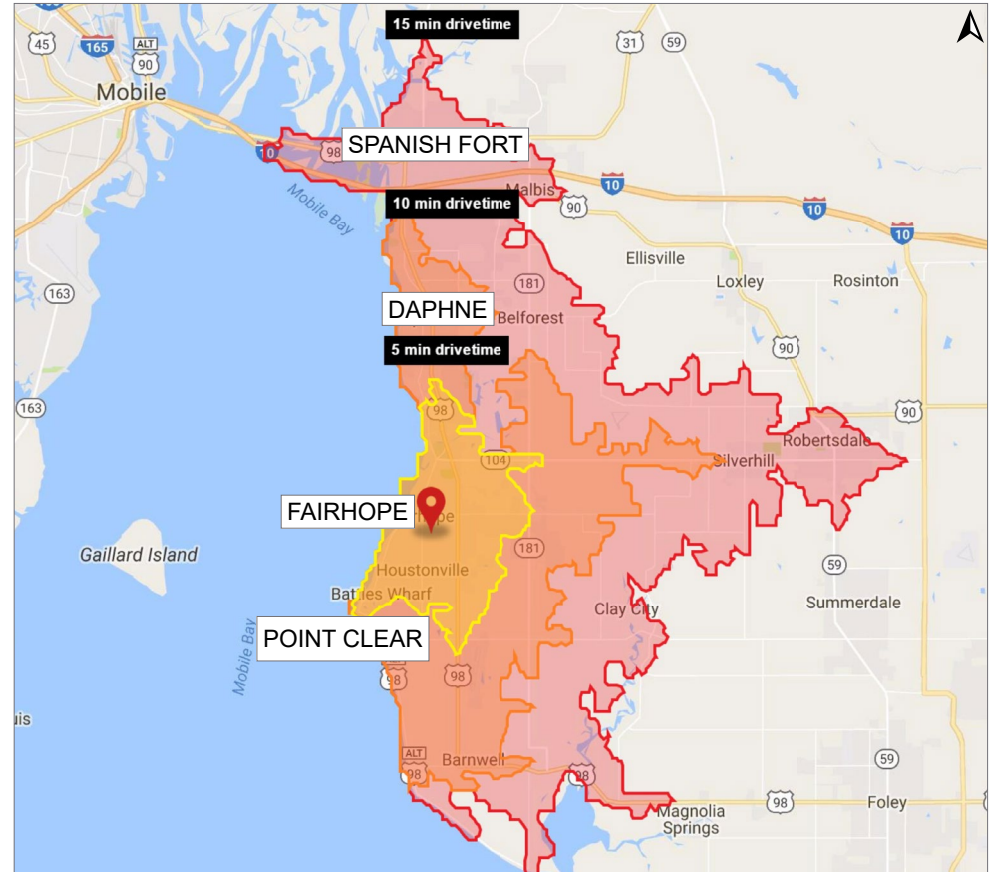 15 min drivetime
45
165
ALT
90
31
59
Mobile
98
SPANISH FORT
10
Malbis
10
Mobile Bay
10 min drivetime
90
10
10
Ellisville
163
181
Loxley
Rosinton
DAPHNE
Belforest
5 min drivetime
90
163
98
90
Robertsdale
104
Silverhill
FAIRHOPE
181
Gaillard Island
Houstonville
59
Battles Wharf
Clay City
Summerdale
POINT CLEAR
Mobile Bay
98
98
ALT
98
Barnwell
59
98
98
Foley
Magnolia
Springs